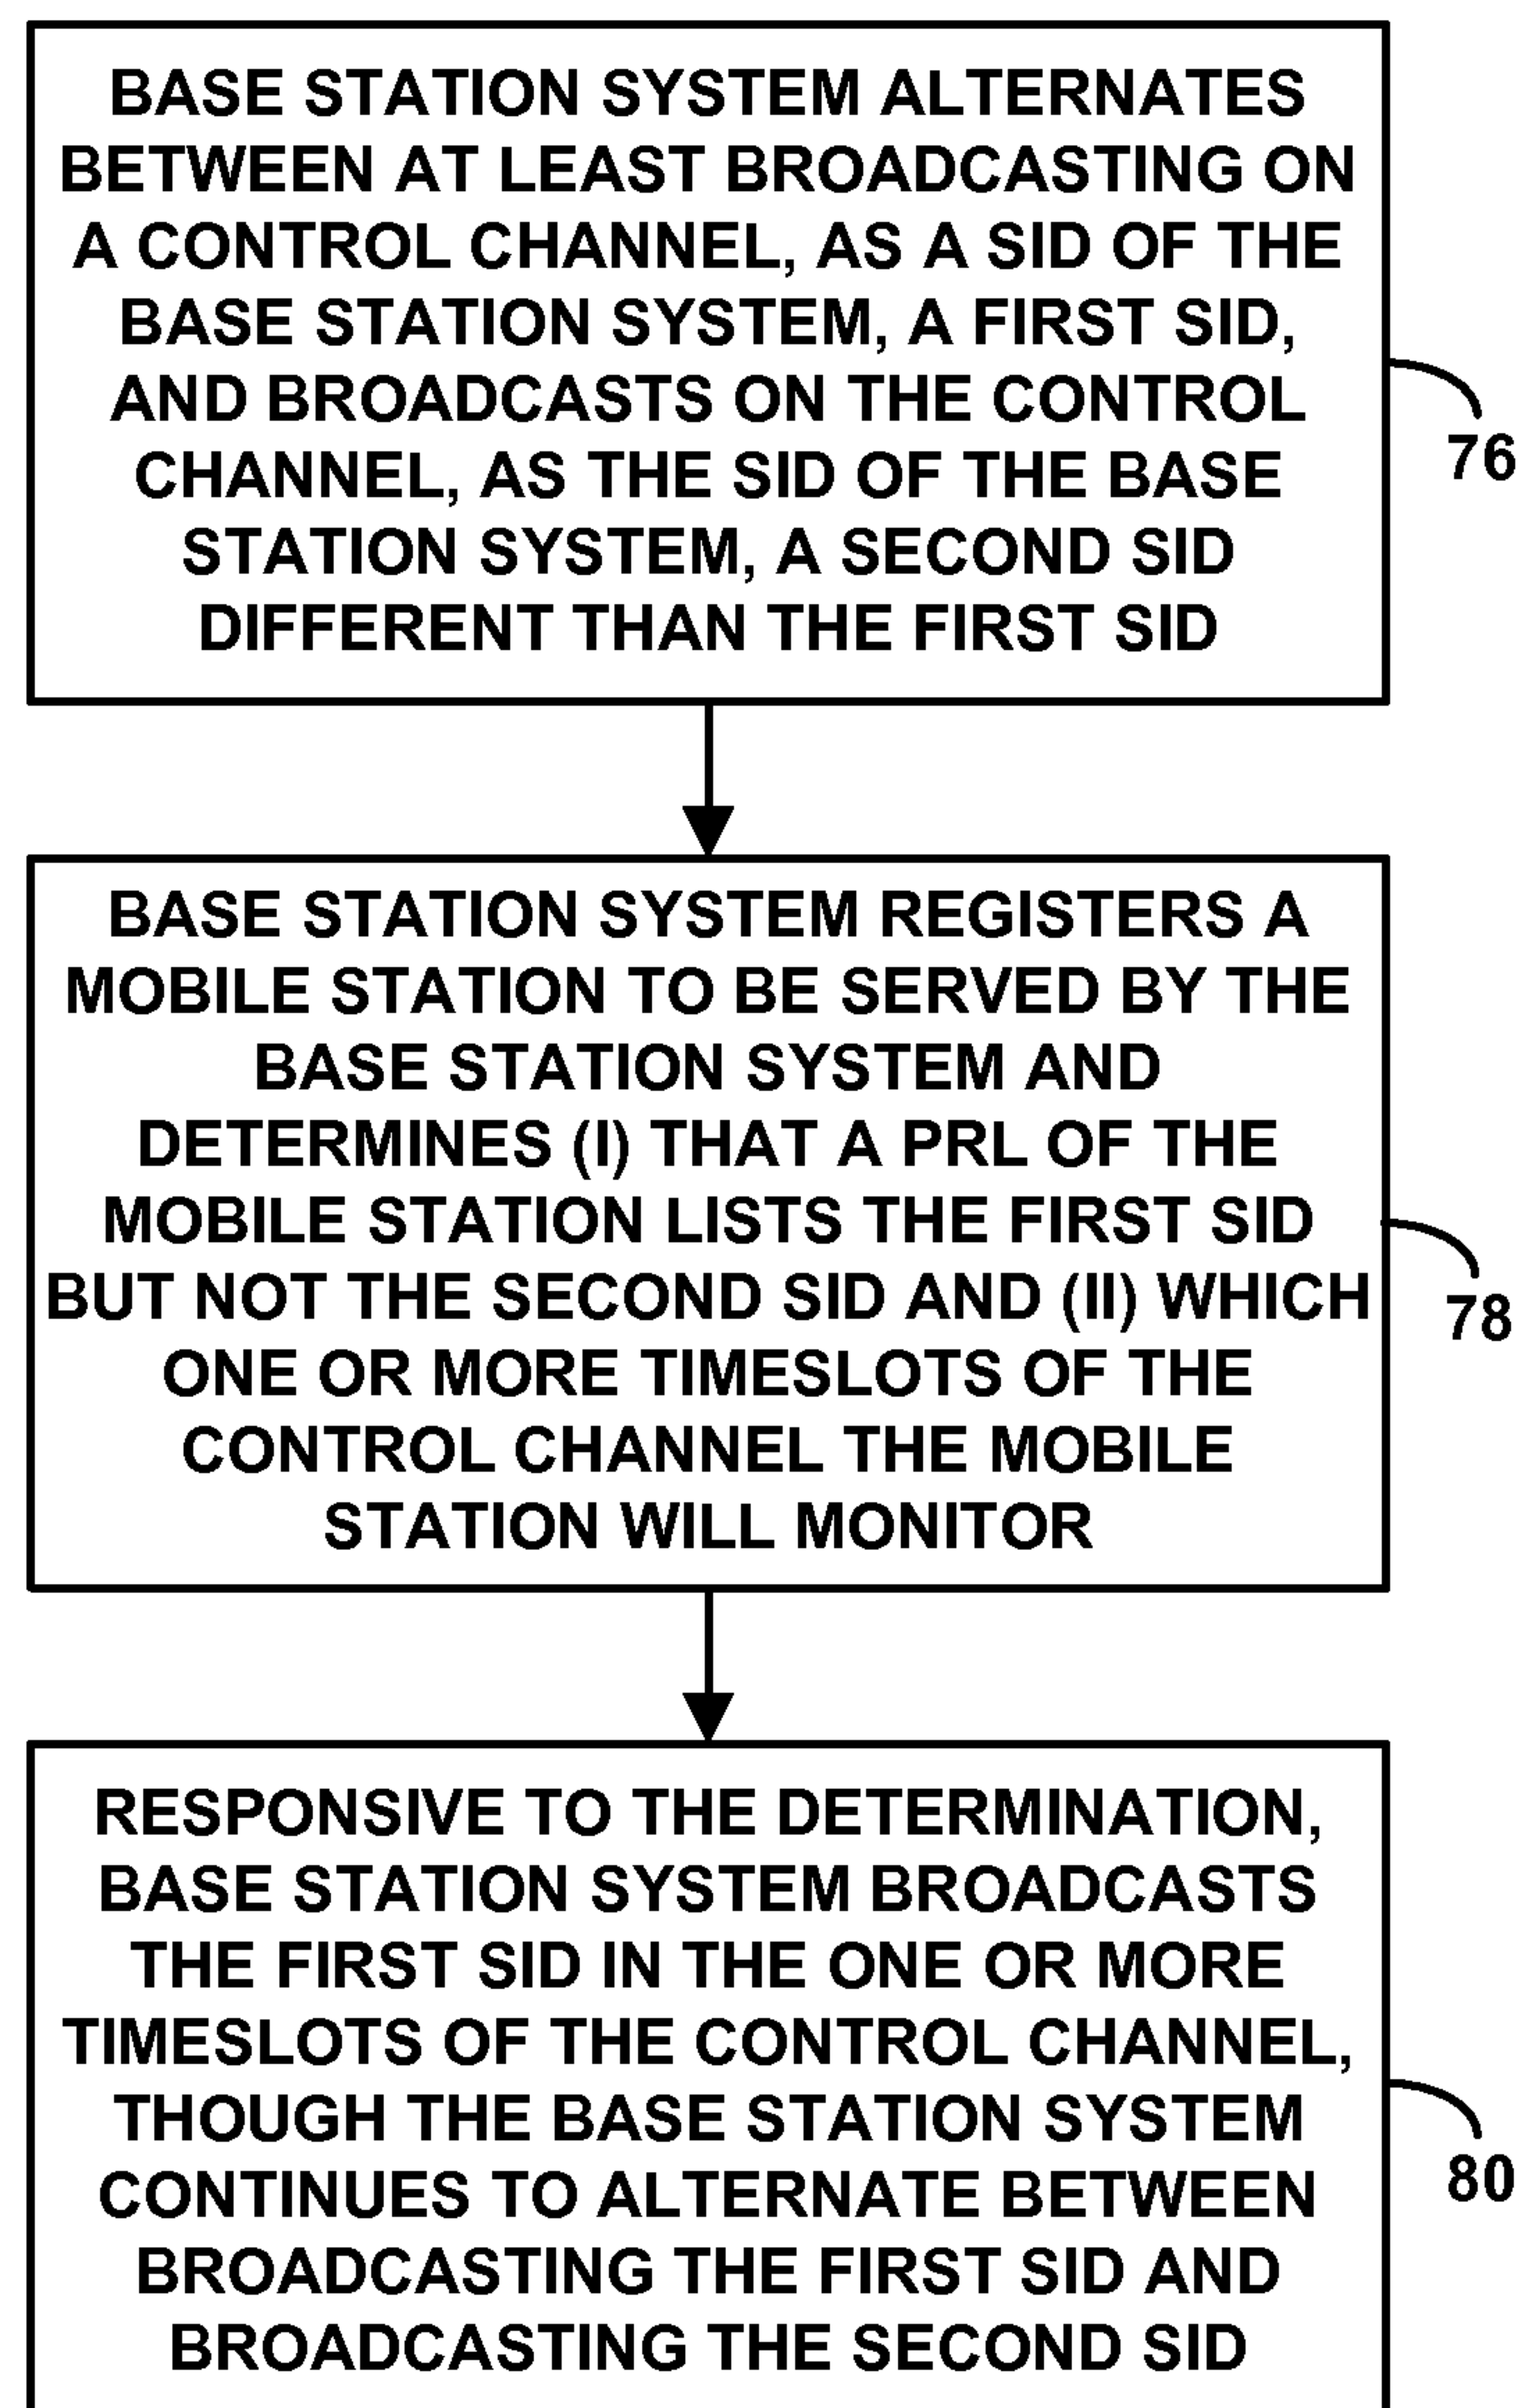 BASE STATION SYSTEM ALTERNATES
BETWEEN AT LEAST BROADCASTING ON
A CONTROL CHANNEL, AS A SID OF THE
BASE STATION SYSTEM, A FIRST SID,
AND BROADCASTS ON THE CONTROL
CHANNEL, AS THE SID OF THE BASE
STATION SYSTEM, A SECOND SID
DIFFERENT THAN THE FIRST SID
76
BASE STATION SYSTEM REGISTERS A
MOBILE STATION TO BE SERVED BY THE
BASE STATION SYSTEM AND
DETERMINES (I) THAT A PRL OF THE
MOBILE STATION LISTS THE FIRST SID
BUT NOT THE SECOND SID AND (II) WHICH
ONE OR MORE TIMESLOTS OF THE
CONTROL CHANNEL THE MOBILE
STATION WILL MONITOR
78
RESPONSIVE TO THE DETERMINATION,
BASE STATION SYSTEM BROADCASTS
THE FIRST SID IN THE ONE OR MORE
TIMESLOTS OF THE CONTROL CHANNEL,
THOUGH THE BASE STATION SYSTEM
CONTINUES TO ALTERNATE BETWEEN
BROADCASTING THE FIRST SID AND
BROADCASTING THE SECOND SID
80